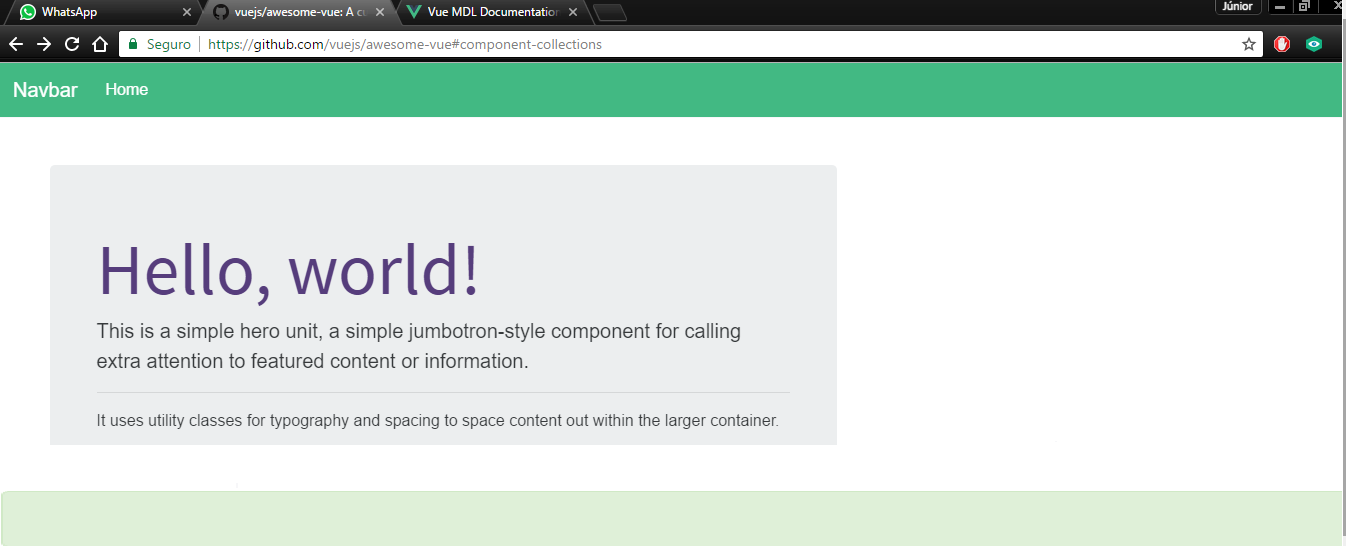 WhatsApp
vuejs/awesome-vue: A cu
Vue MDL Documentation
Júnior
Seguro
https://github.com/vuejs/awesome-vue#component-collections
Navbar Home
Hello, world!
This is a simple hero unit, a simple jumbotron-style component for calling
extra attention to featured content or information.
It uses utility classes for typography and spacing to space content out within the larger container.